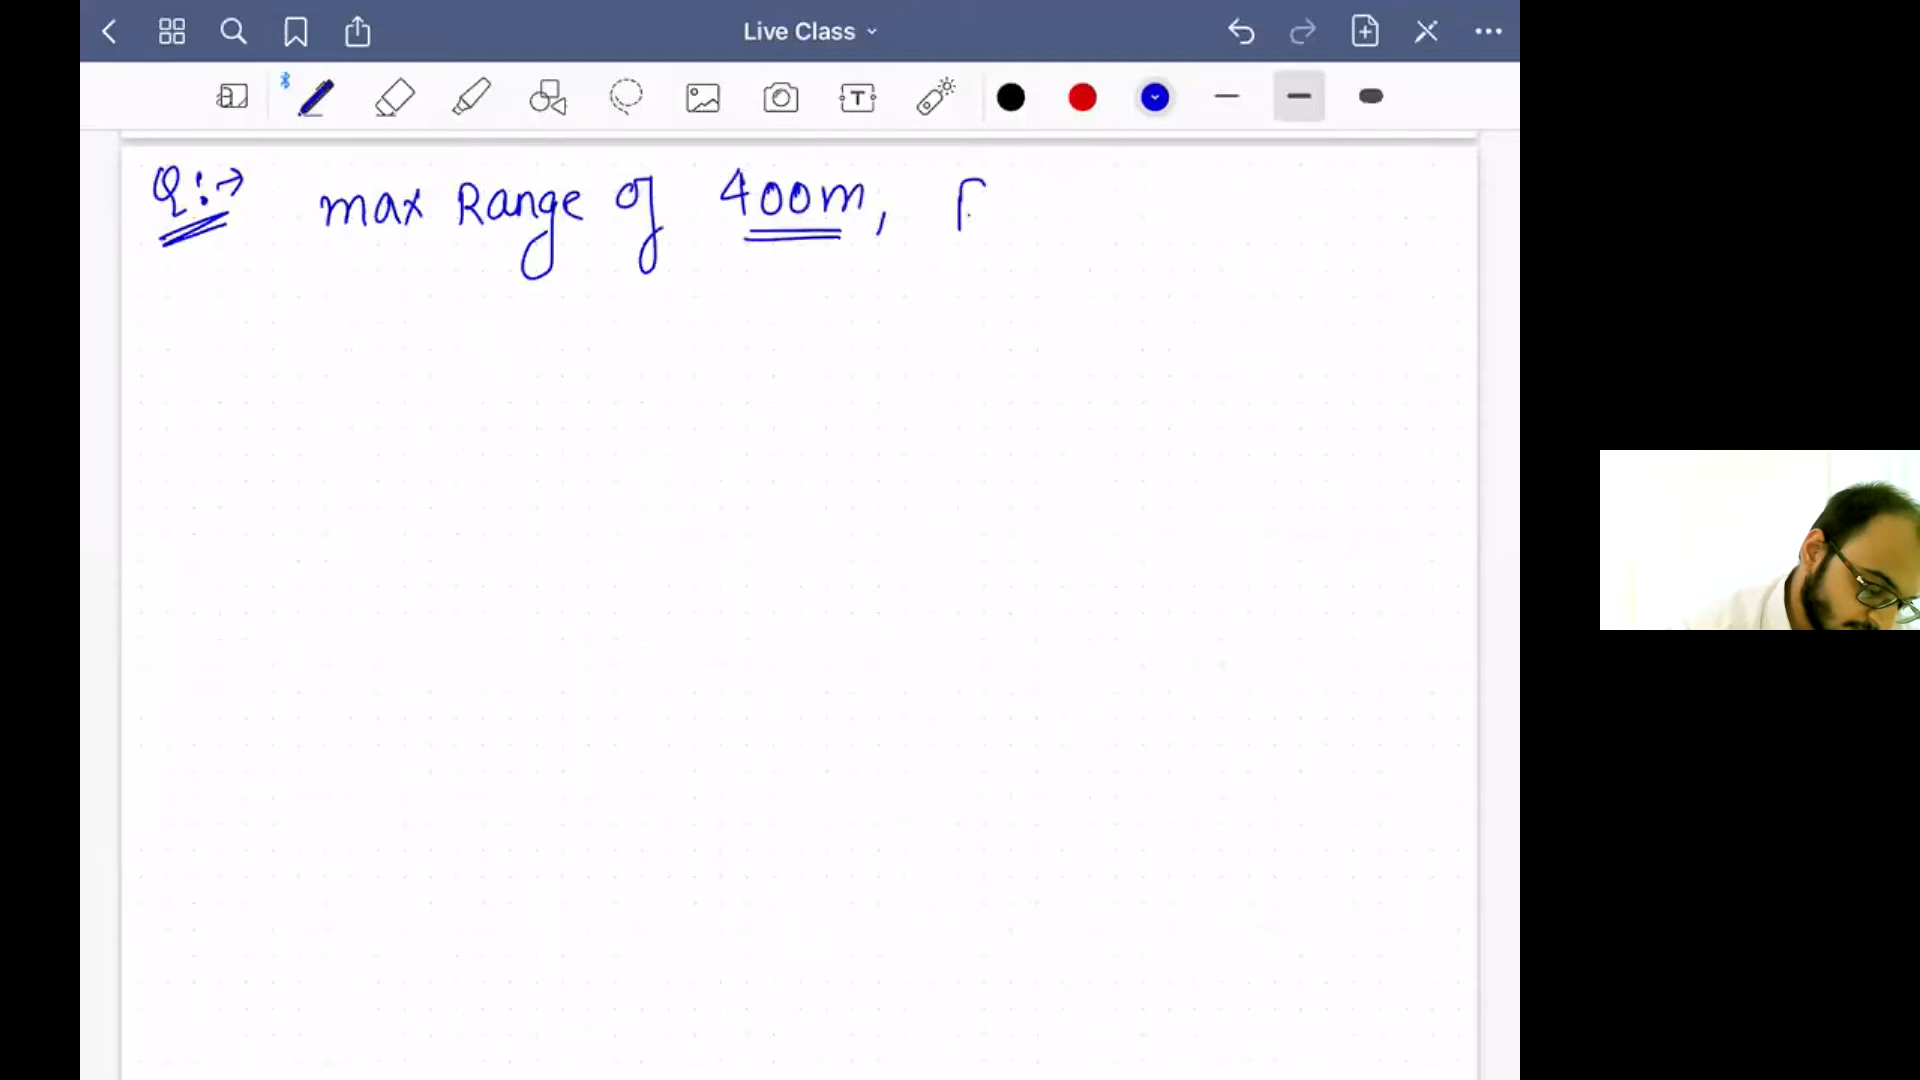 Live Class
Q:→ max Range of 400m,